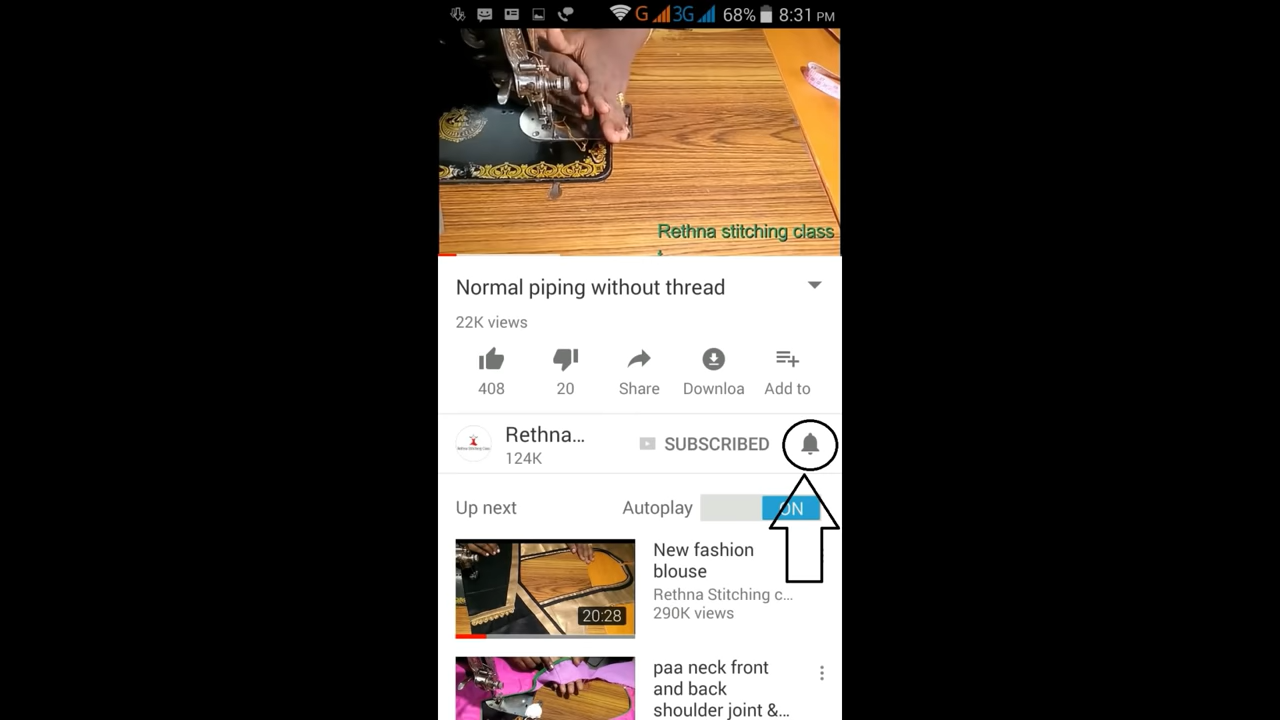 G 3G 68% 8:31 PM
Rethna stitching class
Normal piping without thread
22K views
408 20 Share Downloa Add to
Rethna…
124K
SUBSCRIBED
Up next Autoplay ON
New fashion
blouse
Rethna Stitching c…
290K views
20:28
paa neck front
and back
shoulder joint &…